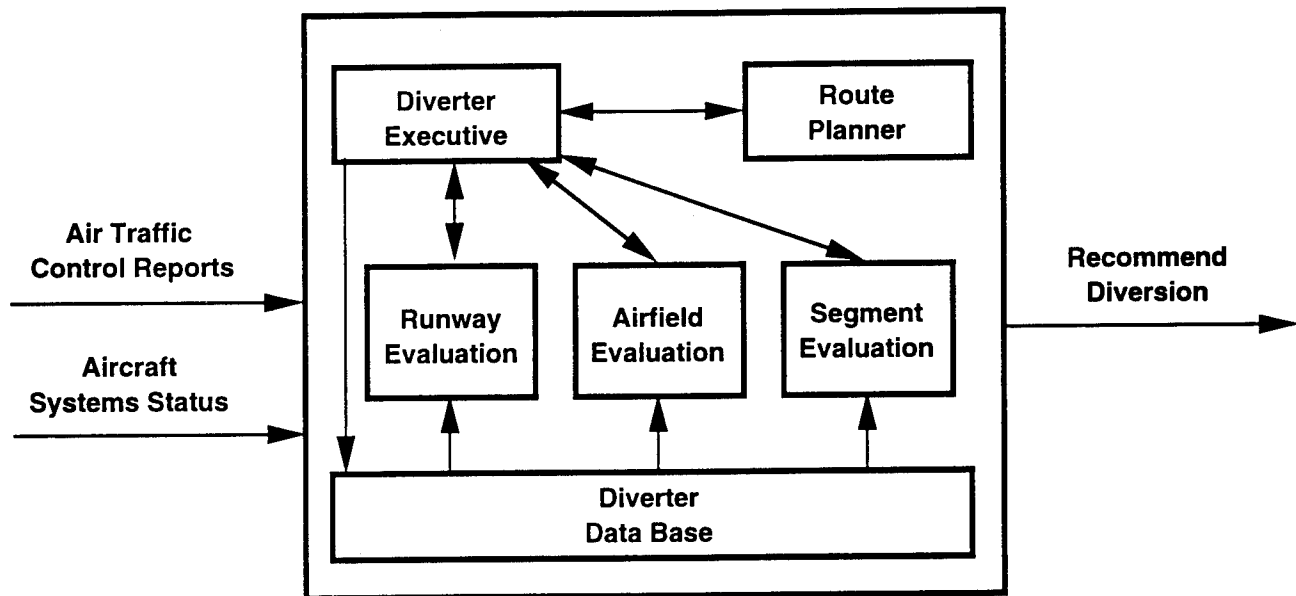 Diverter
Executive
Route
Planner
Air Traffic
Control Reports
Aircraft
Systems Status
Runway
Evaluation
Airfield
Evaluation
Segment
Evaluation
Recommend
Diversion
Diverter
Data Base